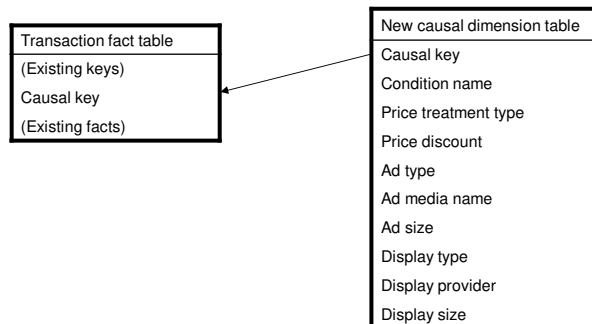 Transaction fact table
(Existing keys)
Causal key
(Existing facts)
New causal dimension table
Causal key
Condition name
Price treatment type
Price discount
Ad type
Ad media name
Ad size
Display type
Display provider
Display size